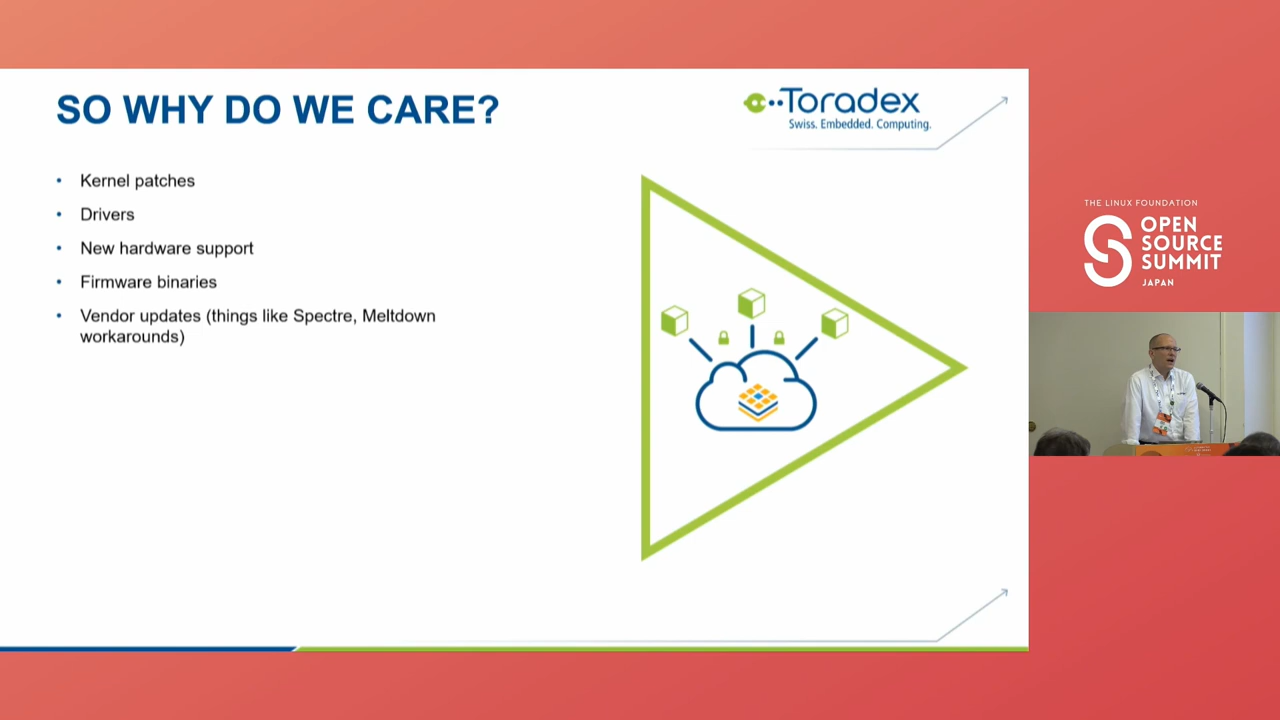 SO WHY DO WE CARE?
Toradex
Swiss. Embedded. Computing.
• Kernel patches
• Drivers
• New hardware support
• Firmware binaries
• Vendor updates (things like Spectre, Meltdown
workarounds)
THE LINUX FOUNDATION
OPEN
SOURCE
SUMMIT
JAPAN